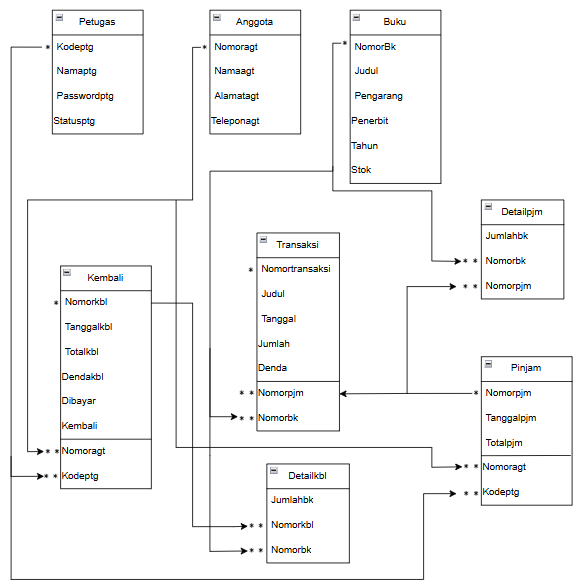 Petugas
* Kodeptg
Namaptg
Passwordptg
Statusptg
Anggota
* Nomoragt
Namaagt
Alamatagt
Teleponagt
Buku
* NomorBk
Judul
Pengarang
Penerbit
Tahun
Stok
Detailpjm
Jumlahbk
* * Nomorbk
* * Nomorpjm
Transaksi
* Nomortransaksi
Judul
Tanggal
Jumlah
Denda
* * Nomorpjm
* * Nomorbk
Kembali
* Nomorkbl
Tanggalkbl
Totalkbl
Dendakbl
Dibayar
Kembali
* * Nomoragt
* * Kodeptg
Pinjam
* Nomorpjm
Tanggalpjm
Totalpjm
* * Nomoragt
* * Kodeptg
Detailkbl
Jumlahbk
* * Nomorkbl
* * Nomorbk